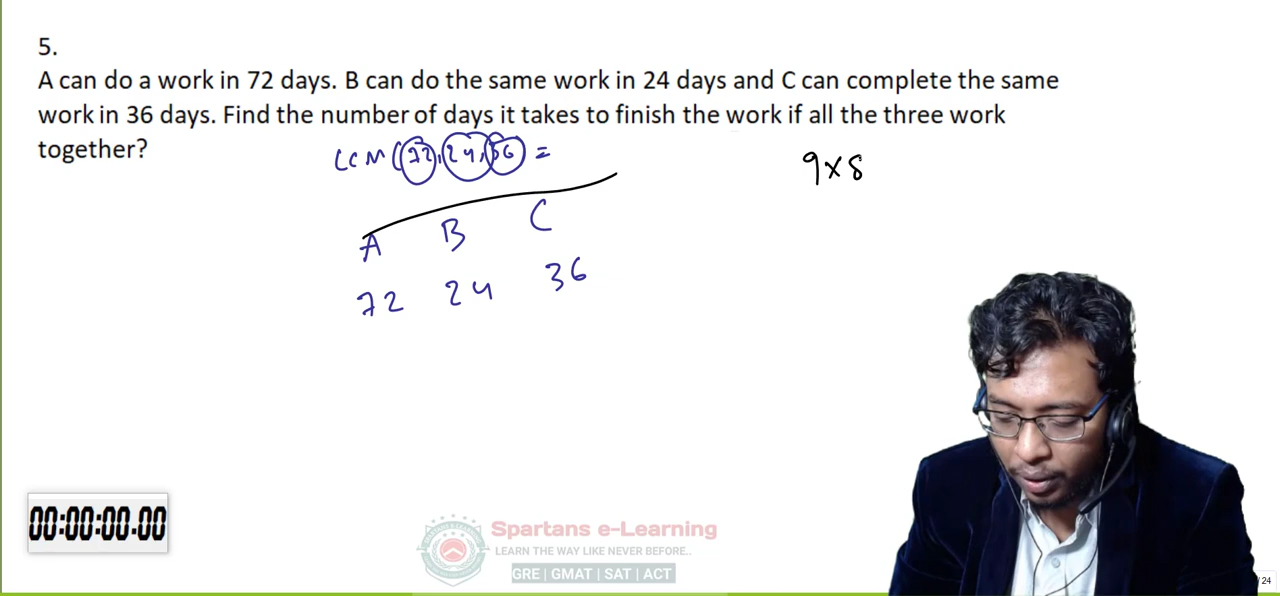 5.
A can do a work in 72 days. B can do the same work in 24 days and C can complete the same
work in 36 days. Find the number of days it takes to finish the work if all the three work
together?
LCM (72, 24, 36) =
9x8
A B C
72 24 36
00:00:00.00
Spartans e-Learning
LEARN THE WAY LIKE NEVER BEFORE..
GRE | GMAT | SAT | ACT
/ 24